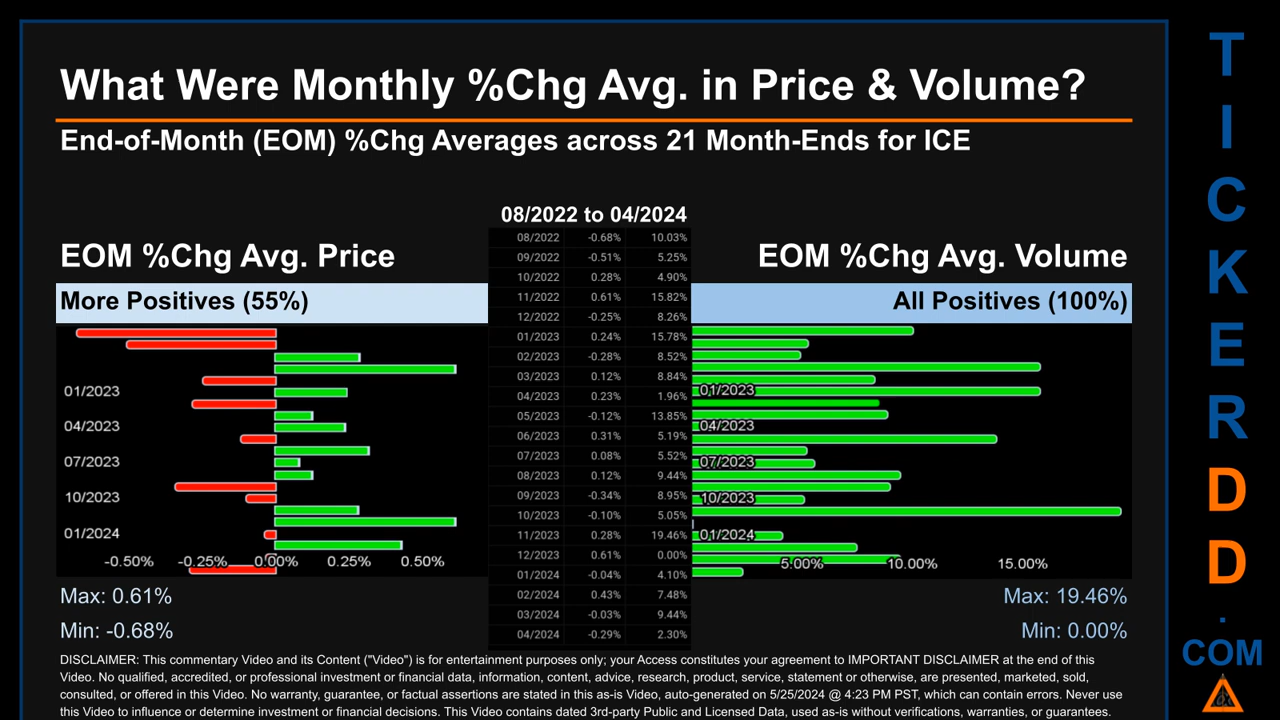 What Were Monthly %Chg Avg. in Price & Volume?
End-of-Month (EOM) %Chg Averages across 21 Month-Ends for ICE
08/2022 to 04/2024
EOM %Chg Avg. Price
EOM %Chg Avg. Volume
More Positives (55%)
All Positives (100%)
08/2022 -0.68% 10.03%
09/2022 -0.51% 5.25%
10/2022 0.28% 4.90%
11/2022 0.61% 15.82%
12/2022 -0.25% 8.26%
01/2023 0.24% 15.78%
02/2023 -0.28% 8.52%
03/2023 0.12% 8.84%
04/2023 0.23% 1.96%
05/2023 -0.12% 13.85%
06/2023 0.31% 5.19%
07/2023 0.08% 5.52%
08/2023 0.12% 9.44%
09/2023 -0.34% 8.95%
10/2023 -0.10% 5.05%
11/2023 0.28% 19.46%
12/2023 0.61% 0.00%
01/2024 -0.04% 4.10%
02/2024 0.43% 7.48%
03/2024 -0.03% 9.44%
04/2024 -0.29% 2.30%
01/2023
04/2023
07/2023
10/2023
01/2024
-0.50% -0.25% 0.00% 0.25% 0.50%
01/2023
04/2023
07/2023
10/2023
01/2024
5.00% 10.00% 15.00%
Max: 0.61%
Min: -0.68%
Max: 19.46%
Min: 0.00%
DISCLAIMER: This commentary Video and its Content ("Video") is for entertainment purposes only; your Access constitutes your agreement to IMPORTANT DISCLAIMER at the end of this
Video. No qualified, accredited, or professional investment or financial data, information, content, advice, research, product, service, statement or otherwise, are presented, marketed, sold,
consulted, or offered in this Video. No warranty, guarantee, or factual assertions are stated in this as-is Video, auto-generated on 5/25/2024 @ 4:23 PM PST, which can contain errors. Never use
this Video to influence or determine investment or financial decisions. This Video contains dated 3rd-party Public and Licensed Data, used as-is without verifications, warranties, or guarantees.
T
I
C
K
E
R
D
D
.
COM